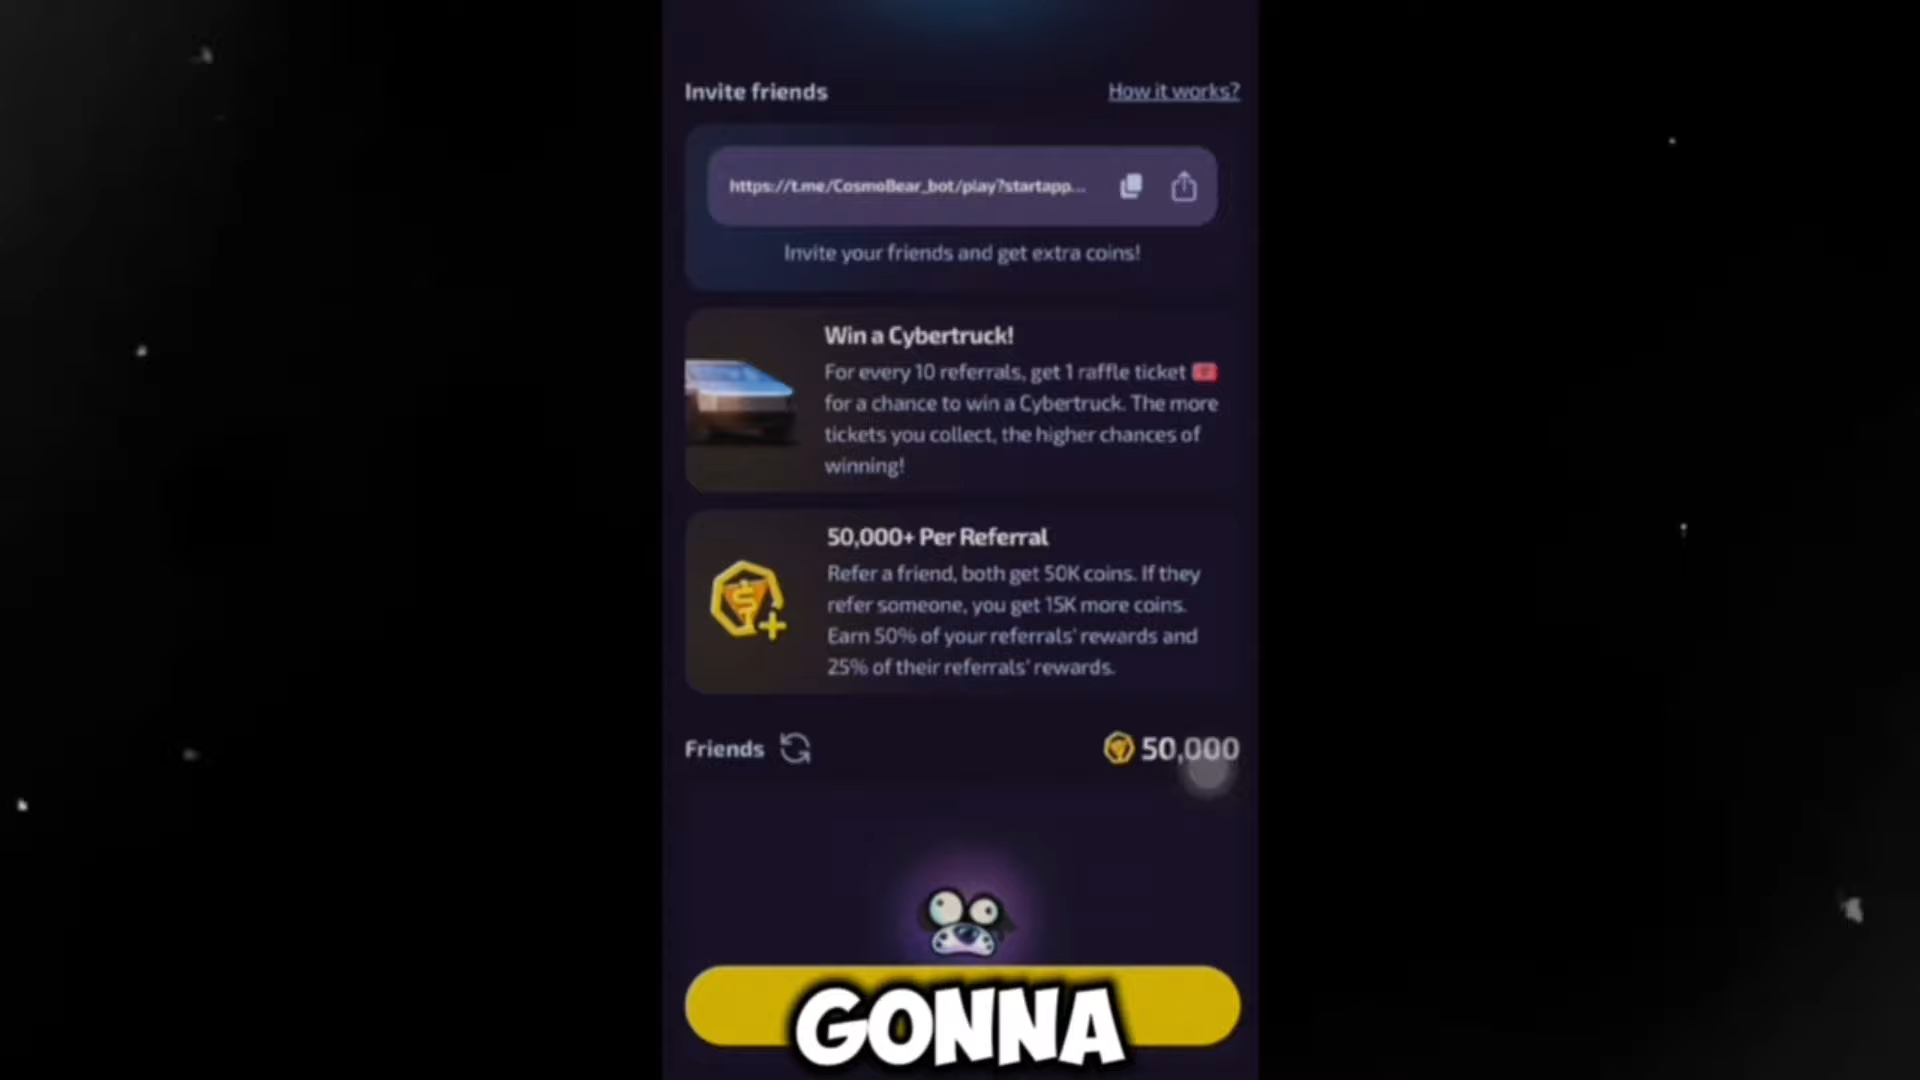 Invite friends
How it works?
https://t.me/CosmoBear_bot/play?startapp...
Invite your friends and get extra coins!
Win a Cybertruck!
For every 10 referrals, get 1 raffle ticket
for a chance to win a Cybertruck. The more
tickets you collect, the higher chances of
winning!
50,000+ Per Referral
Refer a friend, both get 50K coins. If they
refer someone, you get 15K more coins.
Earn 50% of your referrals' rewards and
25% of their referrals' rewards.
Friends
50,000
GONNA